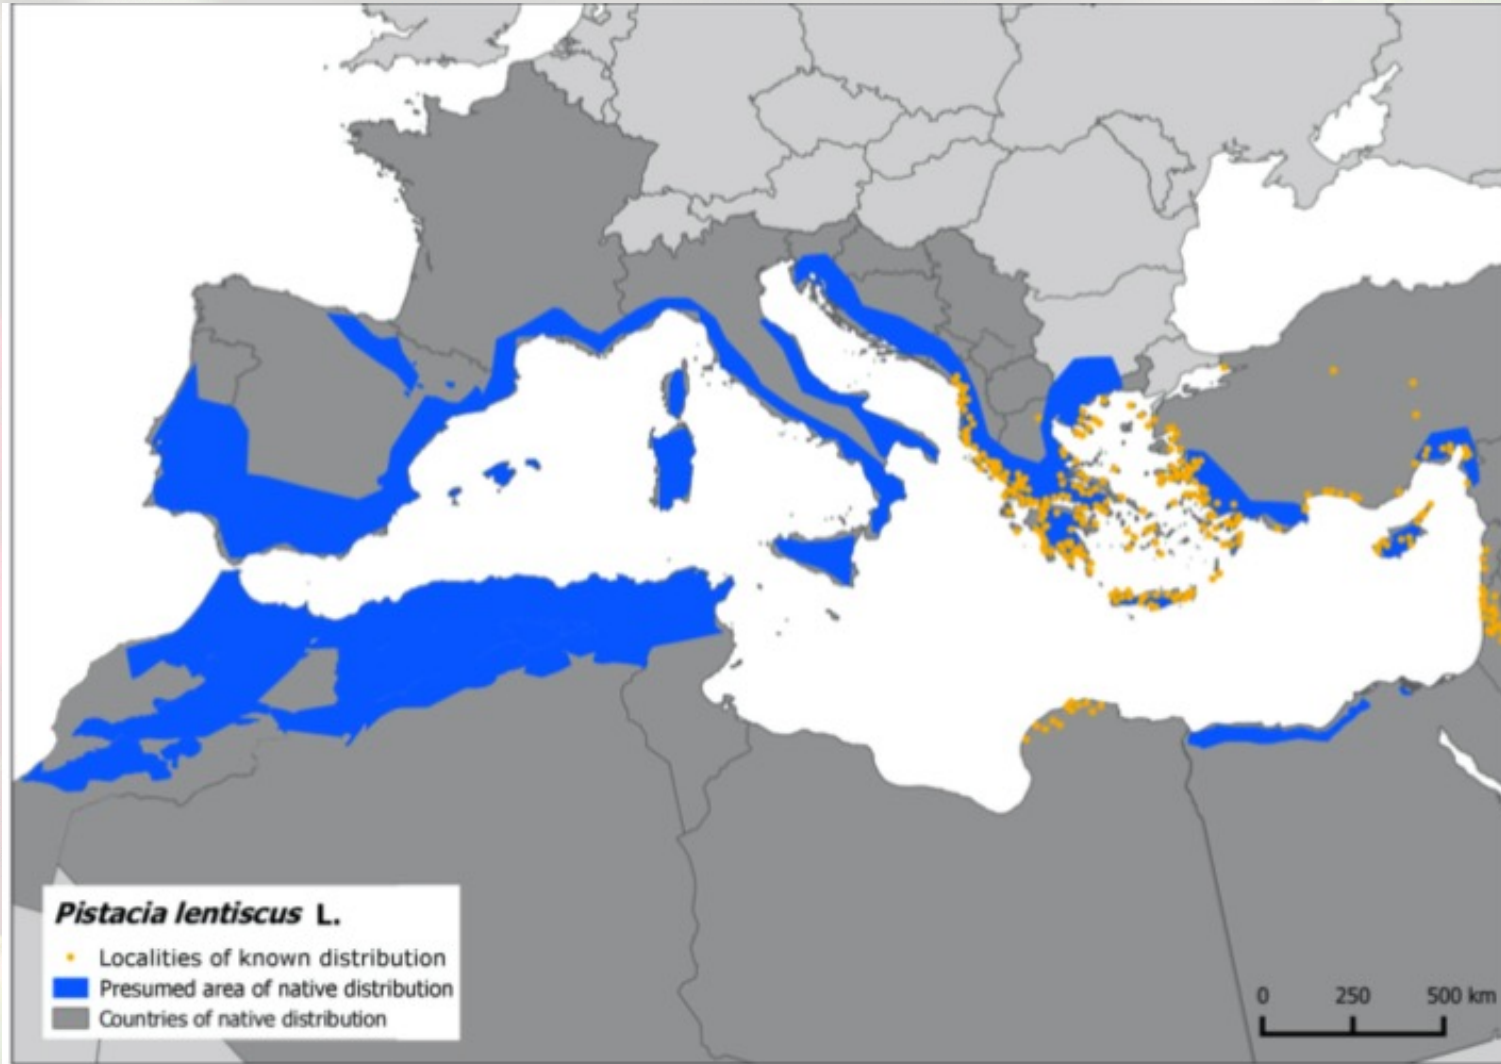 Pistacia lentiscus L.
Localities of known distribution
Presumed area of native distribution
Countries of native distribution
0 250 500 km